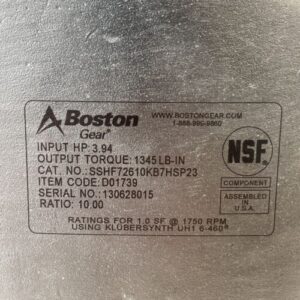 Boston
Gear®
WWW.BOSTONGEAR.COM
1-888-999-9860
INPUT HP: 3.94
OUTPUT TORQUE: 1345 LB-IN
CAT. NO.: SSHF72610KB7HSP23
ITEM CODE: D01739
SERIAL NO.: 130628015
RATIO: 10.00
NSF®
COMPONENT
ASSEMBLED IN
U.S.A.
RATINGS FOR 1.0 SF @ 1750 RPM
USING KLÜBERSYNTH UH1 6-460®